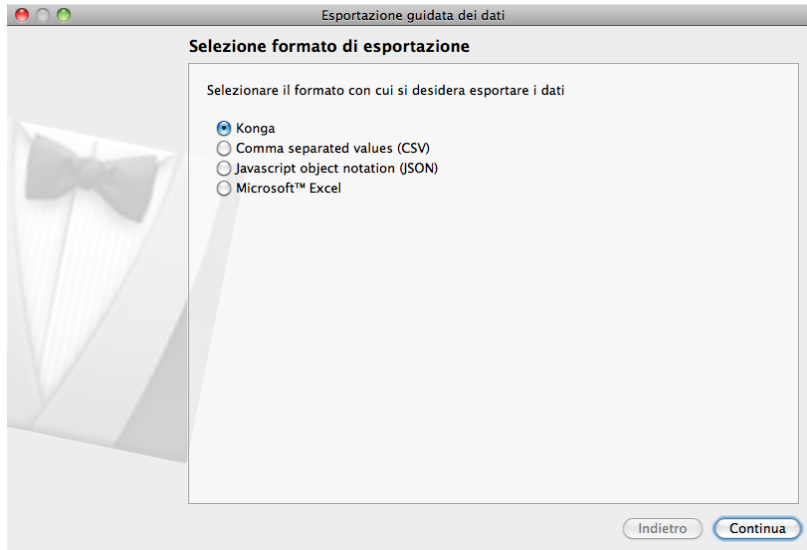 Esportazione guidata dei dati
Selezione formato di esportazione
Selezionare il formato con cui si desidera esportare i dati
Konga
Comma separated values (CSV)
Javascript object notation (JSON)
Microsoft™ Excel
Indietro
Continua